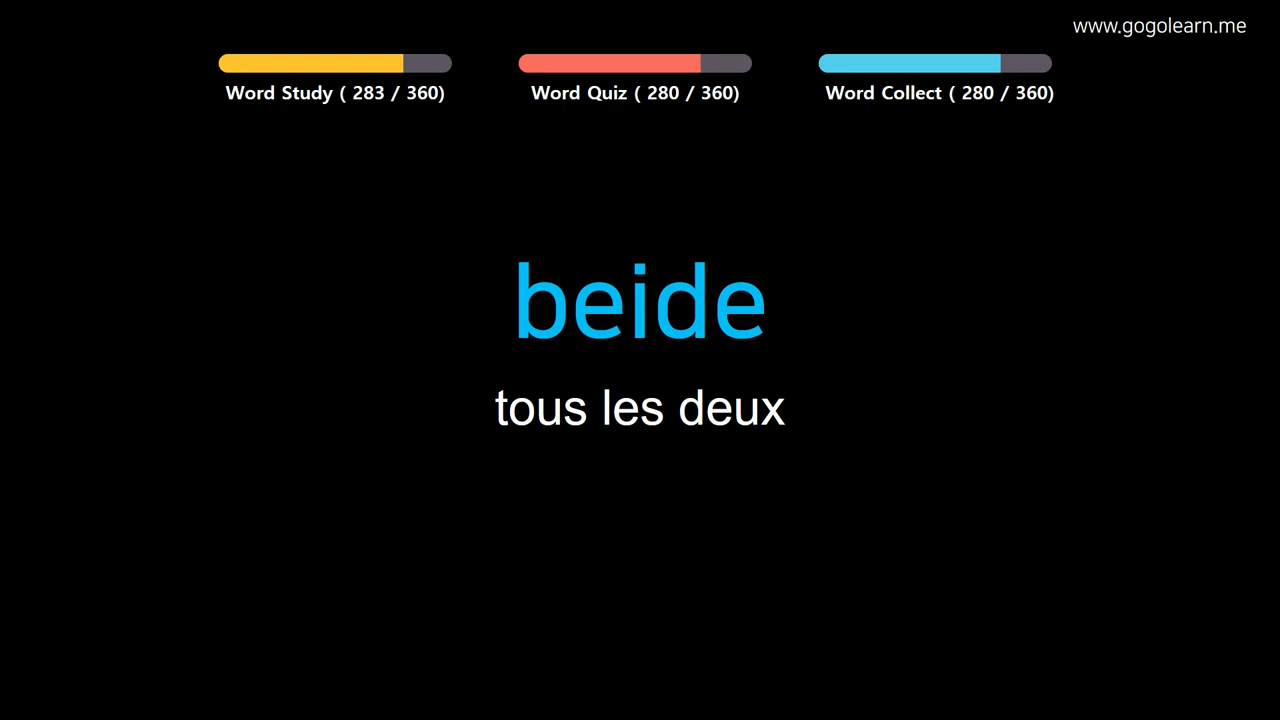 www.gogolearn.me
Word Study ( 283 / 360)
Word Quiz ( 280 / 360)
Word Collect ( 280 / 360)
beide
tous les deux